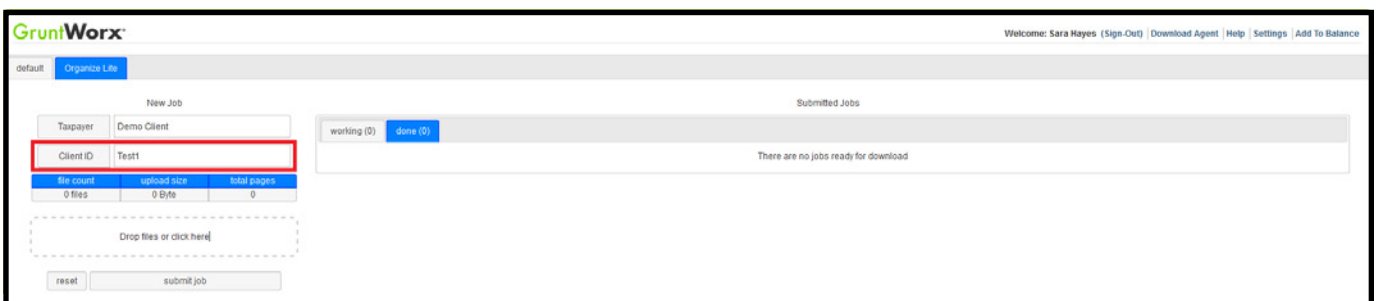 GruntWorx
Welcome: Sara Hayes (Sign-Out) | Download Agent | Help | Settings | Add To Balance
default Organize Lite
New Job
Taxpayer Demo Client
Client ID Test1
file count upload size total pages
0 files 0 Byte 0
Drop files or click here
reset submit job
Submitted Jobs
working (0) done (0)
There are no jobs ready for download